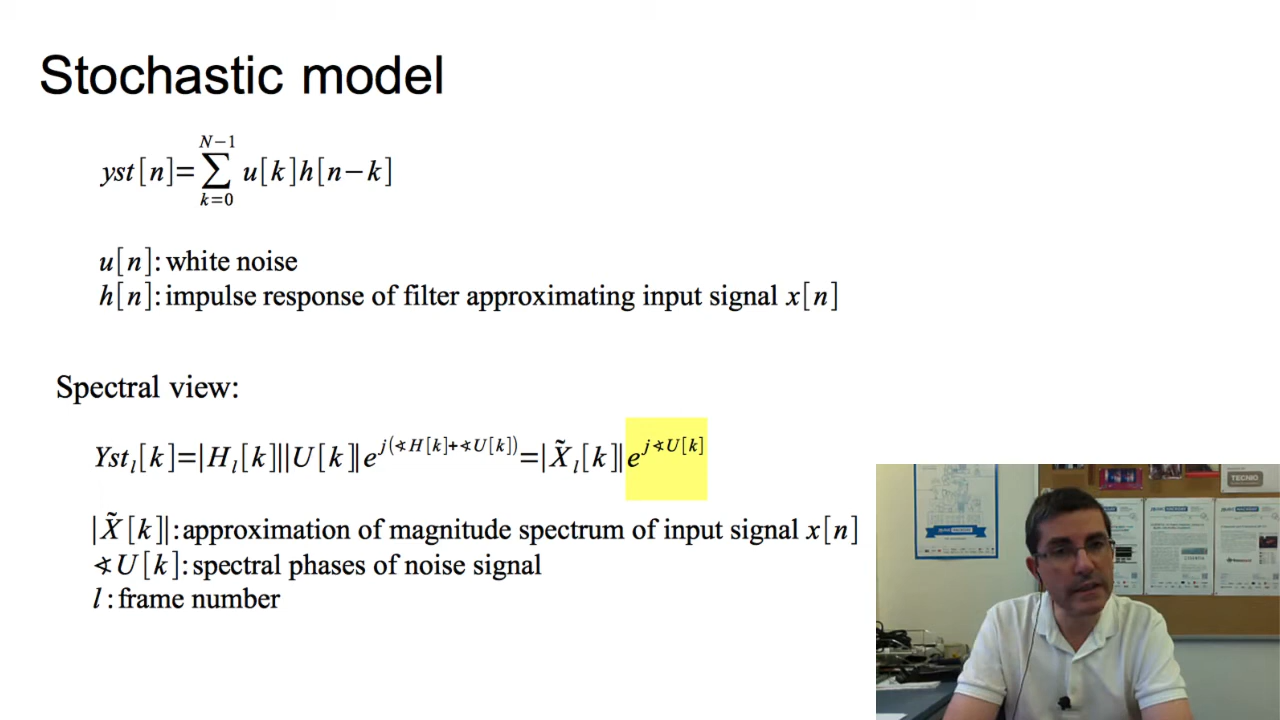 Stochastic model
yst[n]=∑_{k=0}^{N−1} u[k]h[n−k]
u[n]: white noise
h[n]: impulse response of filter approximating input signal x[n]
Spectral view:
Yst_l[k]=|H_l[k]||U[k]|e^{j(∢H[k]+∢U[k])}=|X̃_l[k]|e^{j∢U[k]}
|X̃[k]|: approximation of magnitude spectrum of input signal x[n]
∢U[k]: spectral phases of noise signal
l: frame number
TECNIO